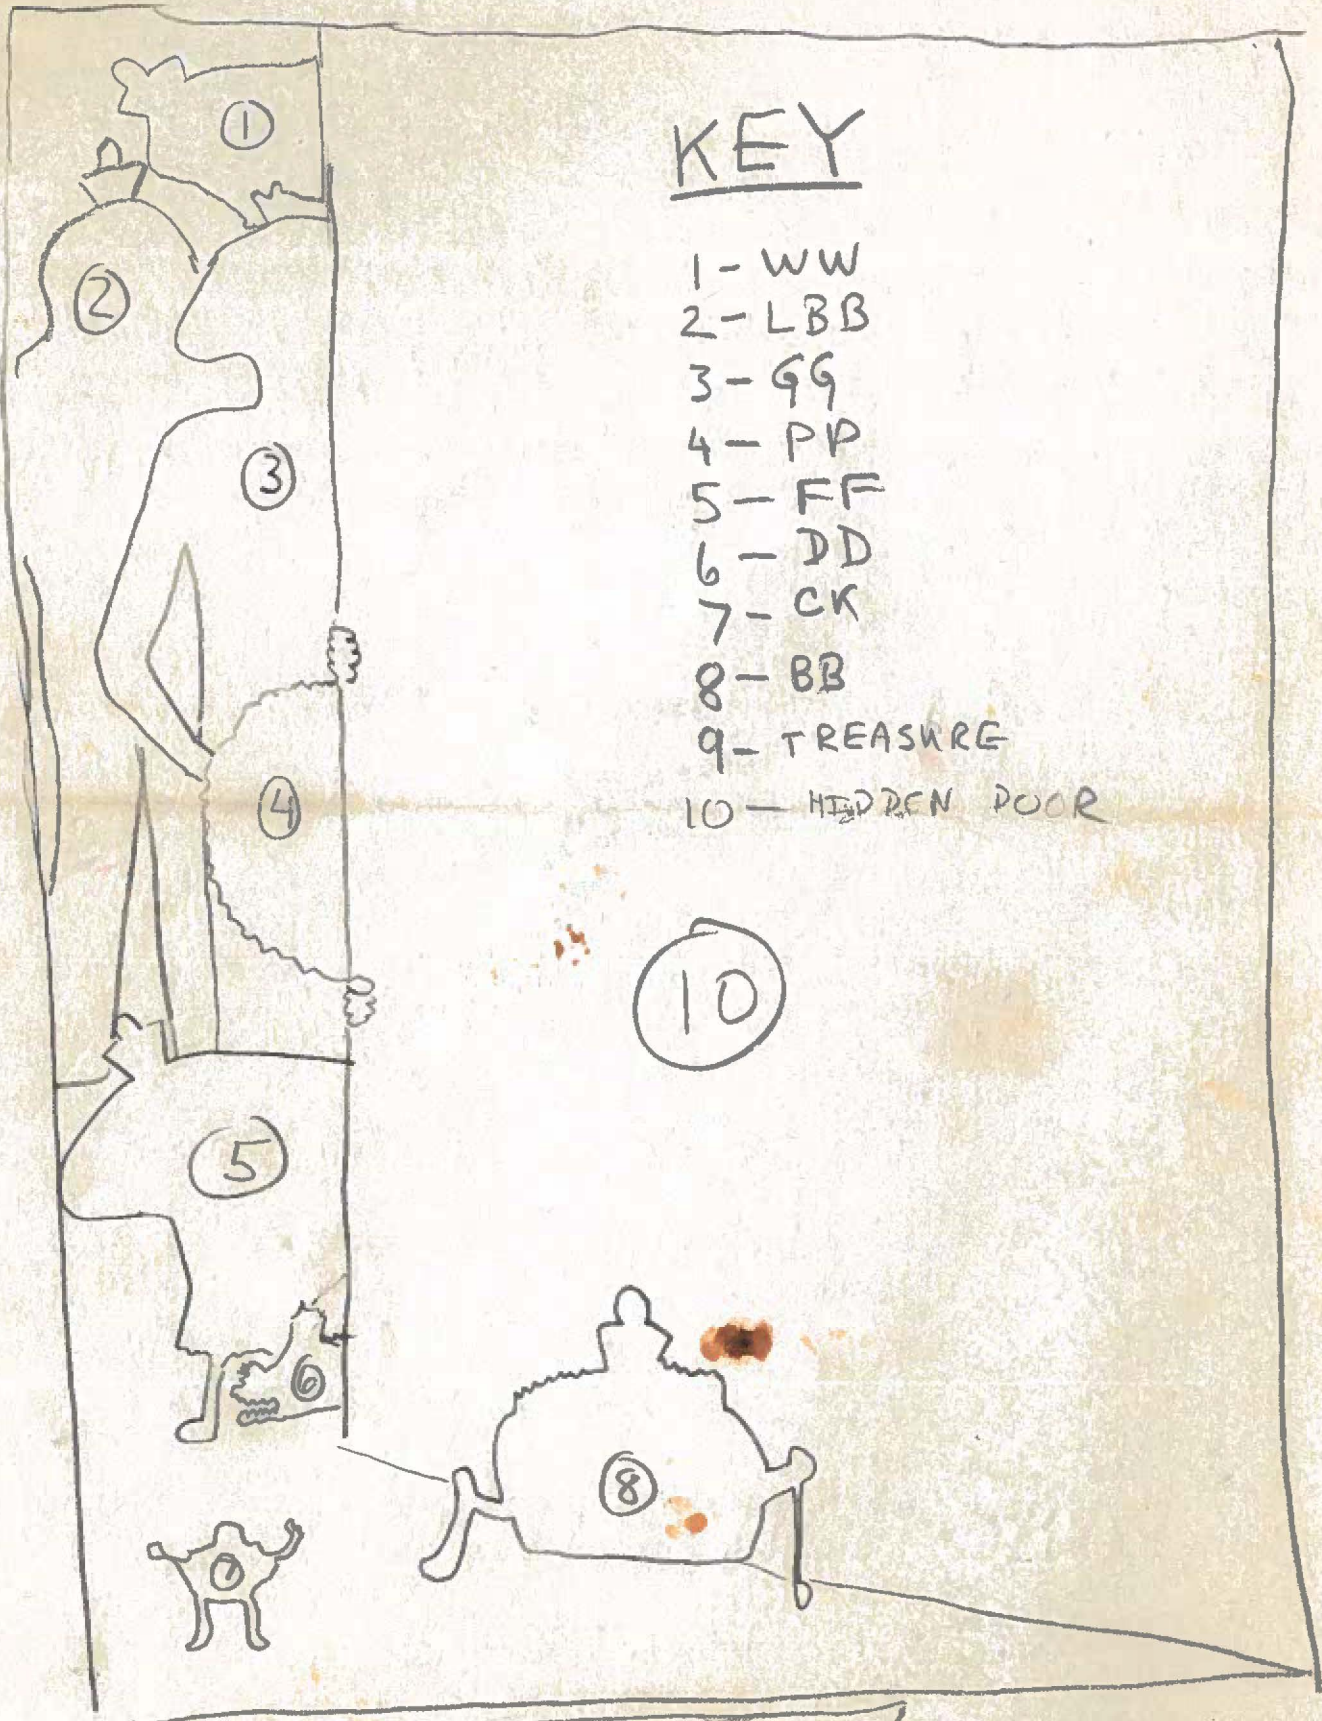 KEY
1 - WW
2 - LBB
3 - GG
4 - PP
5 - FF
6 - DD
7 - CK
8 - BB
9 - TREASURE
10 - HIDDEN DOOR
1
2
3
4
10
5
6
8
7